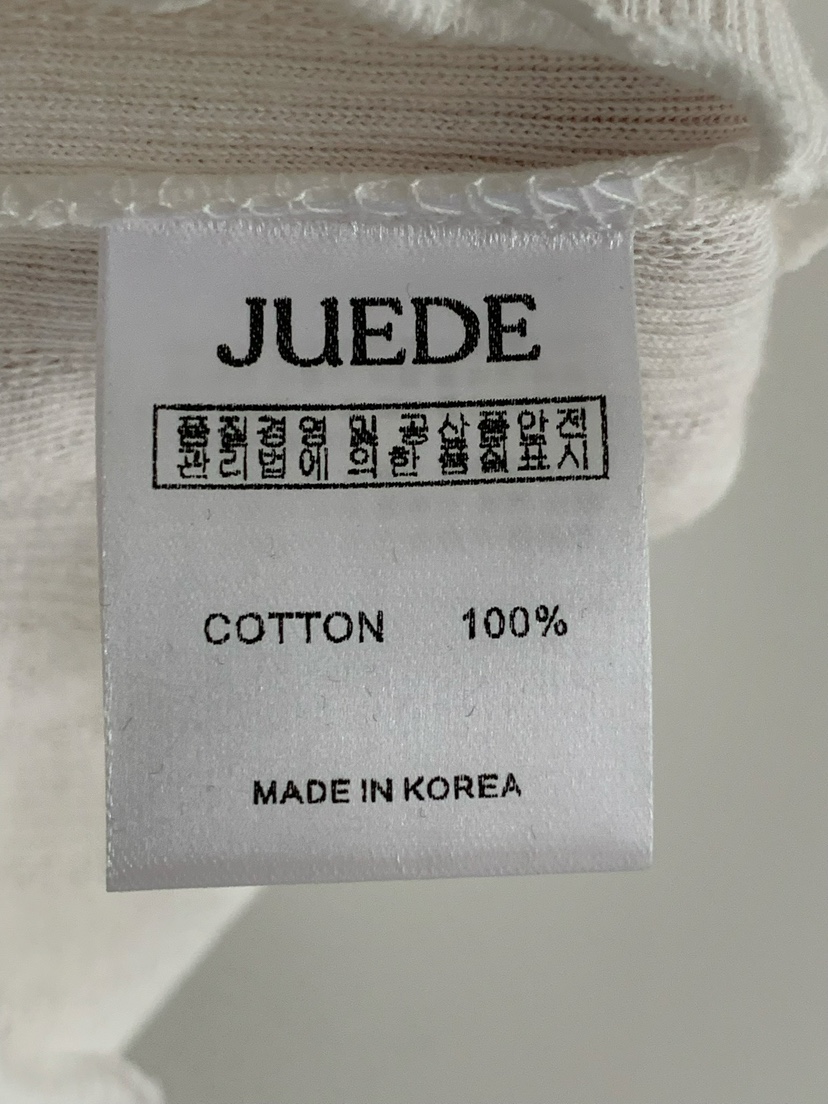 JUEDE
품질경영 및 공산품안전
관리법에 의한 품질표시
COTTON 100%
MADE IN KOREA